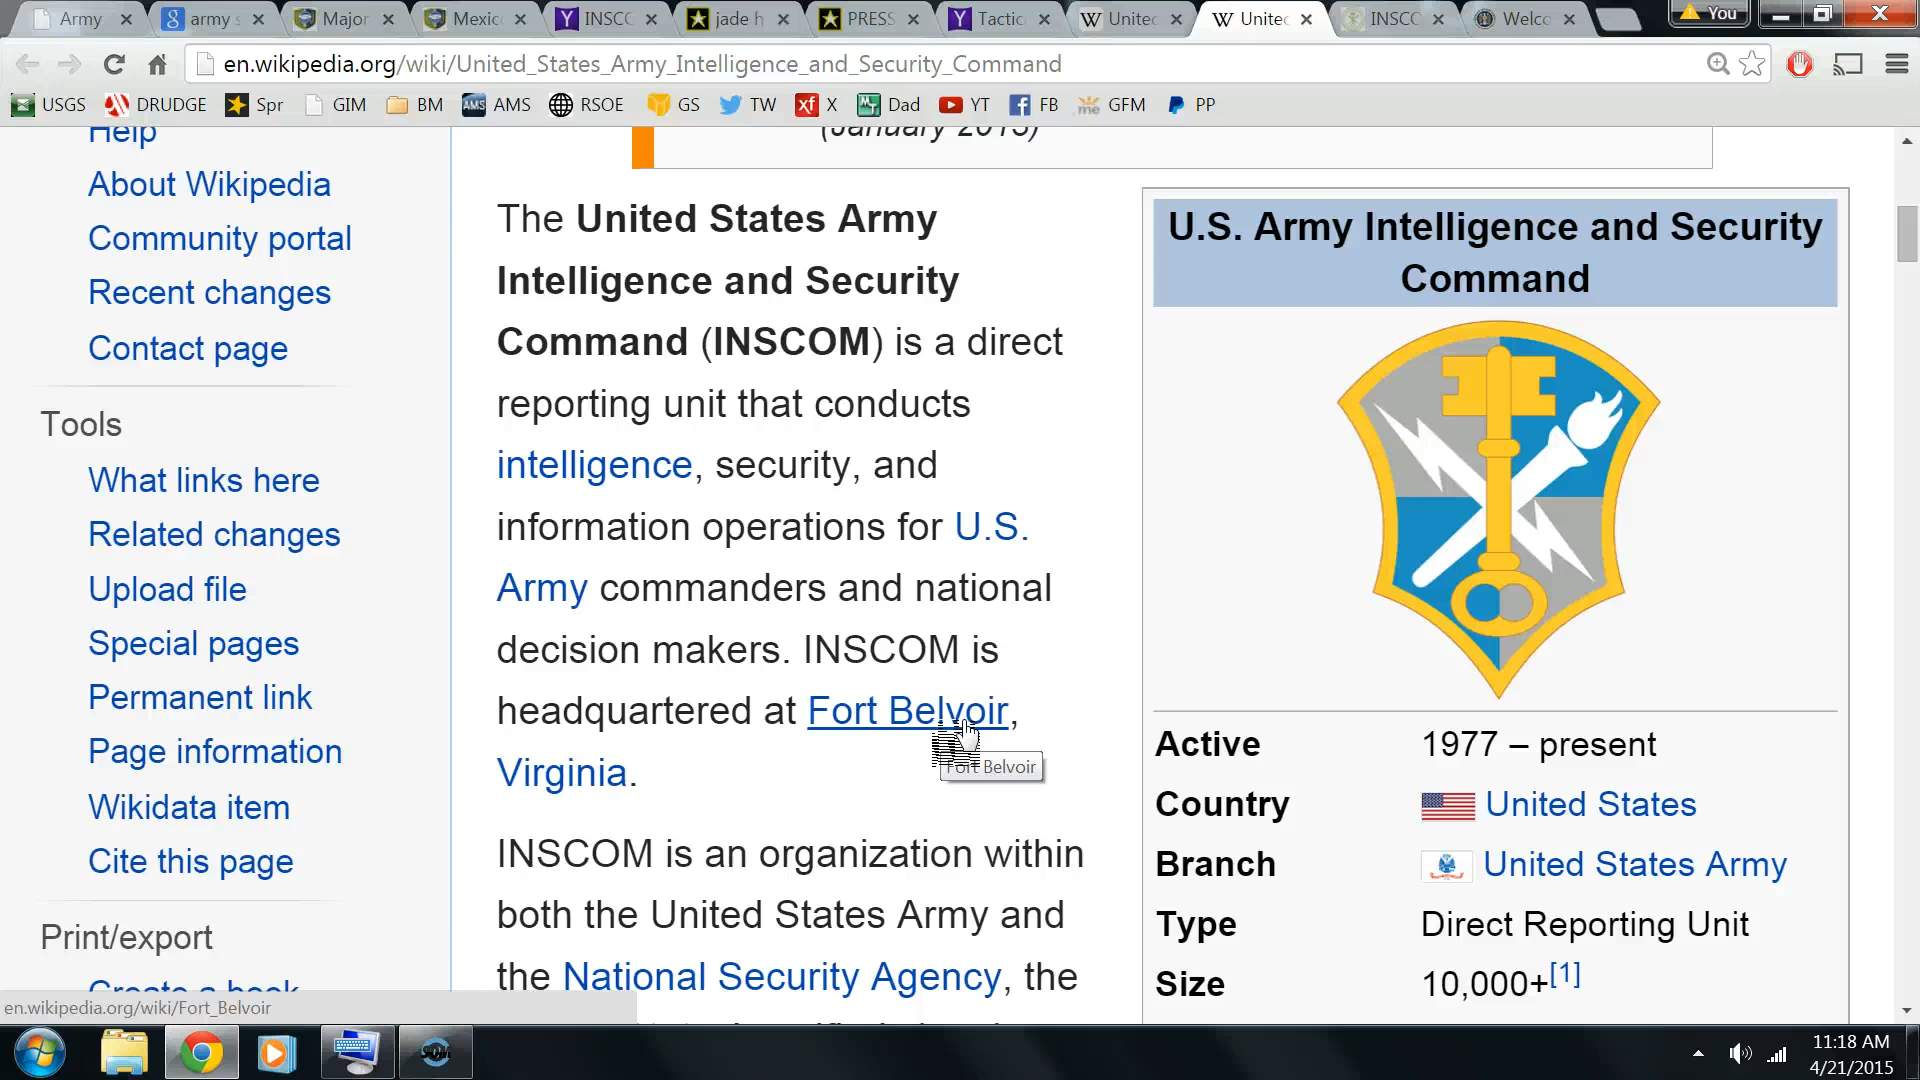 Army
army s
Major
Mexic
INSCC
jade h
PRESS
Tactic
Unitec
Unitec
INSCC
Welco
You
en.wikipedia.org/wiki/United_States_Army_Intelligence_and_Security_Command
USGS DRUDGE Spr GIM BM AMS RSOE GS TW X Dad YT FB GFM PP
Help
About Wikipedia
Community portal
Recent changes
Contact page
Tools
What links here
Related changes
Upload file
Special pages
Permanent link
Page information
Wikidata item
Cite this page
Print/export
Create a book
en.wikipedia.org/wiki/Fort_Belvoir
(January 2015)
The United States Army
Intelligence and Security
Command (INSCOM) is a direct
reporting unit that conducts
intelligence, security, and
information operations for U.S.
Army commanders and national
decision makers. INSCOM is
headquartered at Fort Belvoir,
Virginia.
Fort Belvoir
INSCOM is an organization within
both the United States Army and
the National Security Agency, the
U.S. Army Intelligence and Security
Command
Active 1977 – present
Country United States
Branch United States Army
Type Direct Reporting Unit
Size 10,000+[1]
11:18 AM
4/21/2015